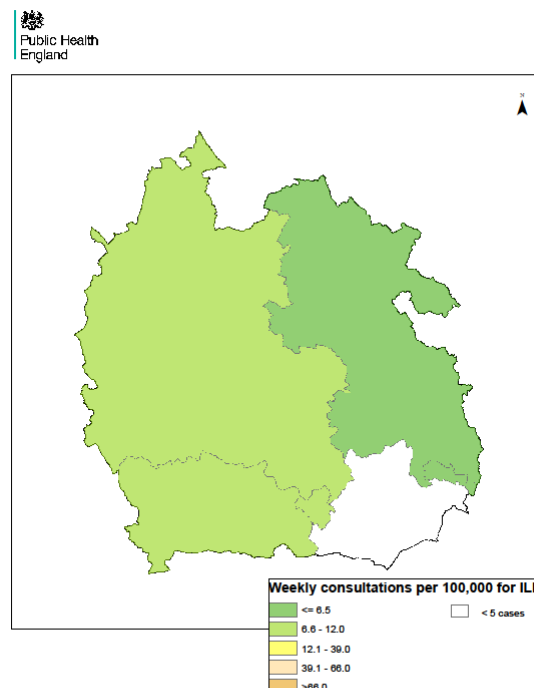 Public Health
England
N
Weekly consultations per 100,000 for ILI
<= 6.5
< 5 cases
6.6 - 12.0
12.1 - 39.0
39.1 - 66.0
>66.0